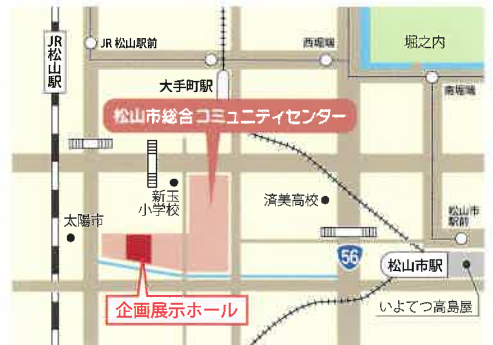 JR松山駅
JR松山駅前
西堀端
堀之内
南堀端
大手町駅
松山市総合コミュニティセンター
新玉
小学校
済美高校
太陽市
松山市
駅前
56
松山市駅
いよてつ髙島屋
企画展示ホール